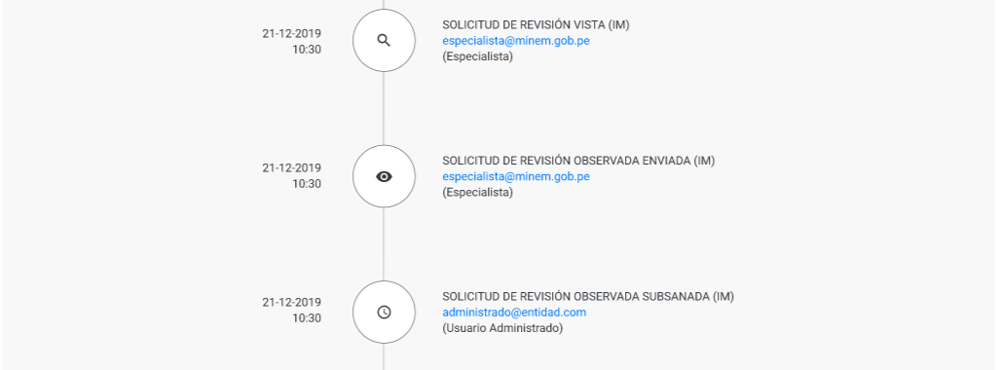 21-12-2019
10:30
SOLICITUD DE REVISIÓN VISTA (IM)
especialista@minem.gob.pe
(Especialista)
21-12-2019
10:30
SOLICITUD DE REVISIÓN OBSERVADA ENVIADA (IM)
especialista@minem.gob.pe
(Especialista)
21-12-2019
10:30
SOLICITUD DE REVISIÓN OBSERVADA SUBSANADA (IM)
administrado@entidad.com
(Usuario Administrado)